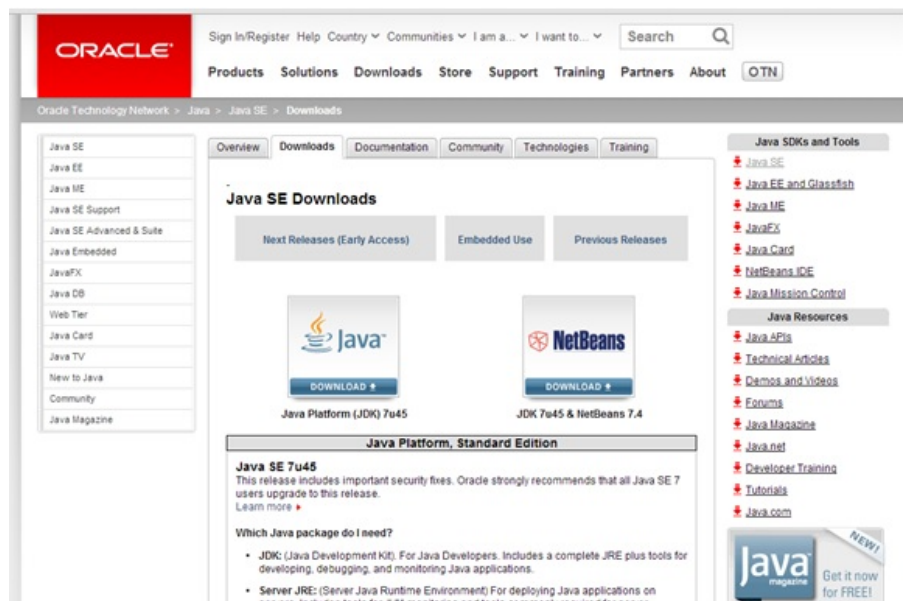 ORACLE
Sign In/Register Help Country Communities I am a... I want to... Search
Products Solutions Downloads Store Support Training Partners About OTN
Oracle Technology Network > Java > Java SE > Downloads
Java SE
Java EE
Java ME
Java SE Support
Java SE Advanced & Suite
Java Embedded
JavaFX
Java DB
Web Tier
Java Card
Java TV
New to Java
Community
Java Magazine
Overview Downloads Documentation Community Technologies Training
Java SE Downloads
Next Releases (Early Access) Embedded Use Previous Releases
Java
DOWNLOAD
Java Platform (JDK) 7u45
NetBeans
DOWNLOAD
JDK 7u45 & NetBeans 7.4
Java Platform, Standard Edition
Java SE 7u45
This release includes important security fixes. Oracle strongly recommends that all Java SE 7
users upgrade to this release.
Learn more
Which Java package do I need?
• JDK: (Java Development Kit). For Java Developers. Includes a complete JRE plus tools for
developing, debugging, and monitoring Java applications.
• Server JRE: (Server Java Runtime Environment) For deploying Java applications on
Java SDKs and Tools
Java SE
Java EE and Glassfish
Java ME
JavaFX
Java Card
NetBeans IDE
Java Mission Control
Java Resources
Java APIs
Technical Articles
Demos and Videos
Forums
Java Magazine
Java.net
Developer Training
Tutorials
Java.com
NEW!
Java
magazine
Get it now
for FREE!